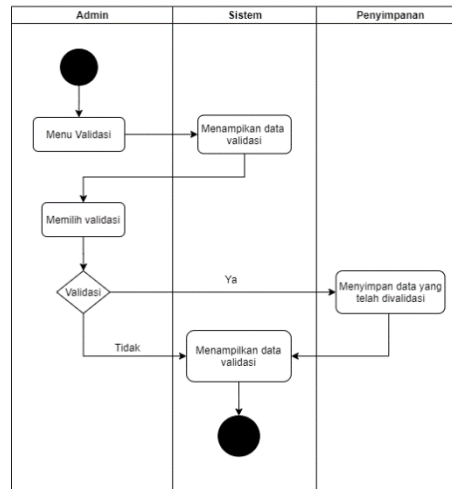 Admin
Sistem
Penyimpanan
Menu Validasi
Menampikan data
validasi
Memilih validasi
Validasi
Ya
Menyimpan data yang
telah divalidasi
Tidak
Menampilkan data
validasi